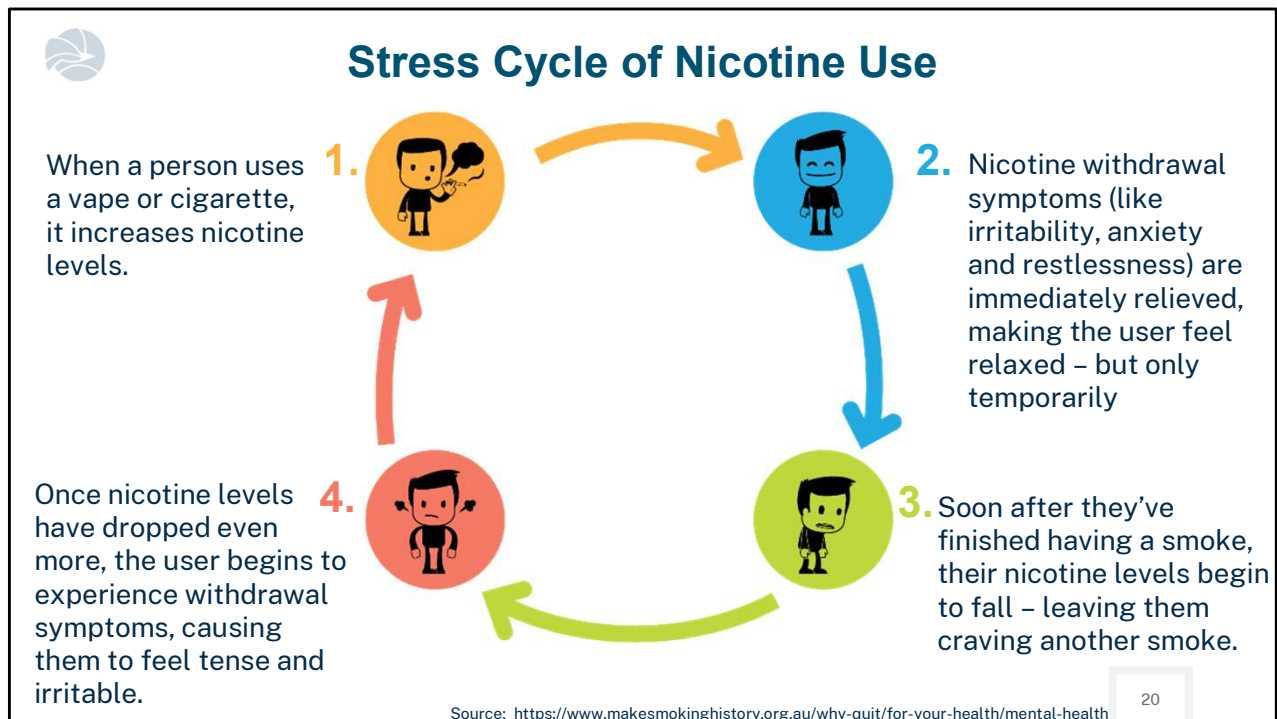 Stress Cycle of Nicotine Use
1.
When a person uses
a vape or cigarette,
it increases nicotine
levels.
2.
Nicotine withdrawal
symptoms (like
irritability, anxiety
and restlessness) are
immediately relieved,
making the user feel
relaxed – but only
temporarily
3.
Soon after they’ve
finished having a smoke,
their nicotine levels begin
to fall – leaving them
craving another smoke.
4.
Once nicotine levels
have dropped even
more, the user begins to
experience withdrawal
symptoms, causing
them to feel tense and
irritable.
Source: https://www.makesmokinghistory.org.au/why-quit/for-your-health/mental-health
20